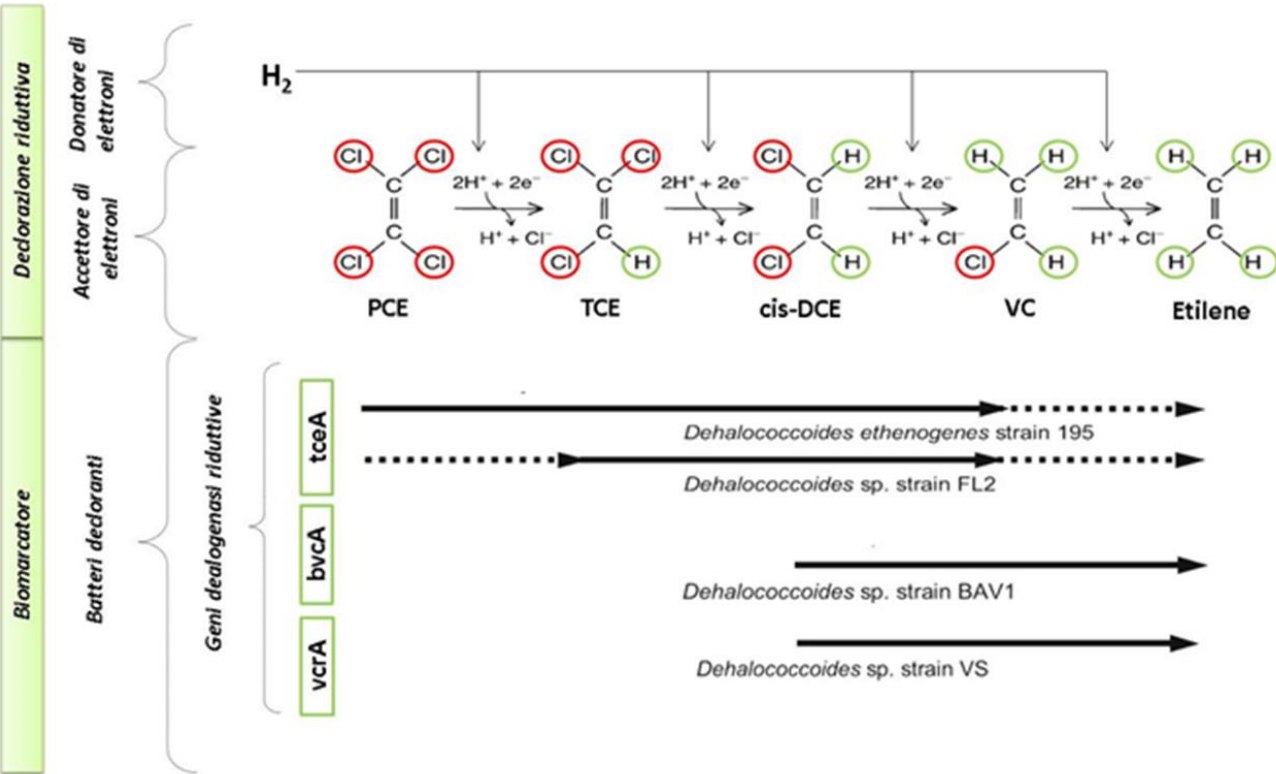 Declorazione riduttiva
Donatore di
elettroni
Accettore di
elettroni
H₂
Cl Cl Cl Cl Cl H H H H H
2H⁺ + 2e⁻ 2H⁺ + 2e⁻ 2H⁺ + 2e⁻ 2H⁺ + 2e⁻
C C C C C
C C C C C
H⁺ + Cl⁻ H⁺ + Cl⁻ H⁺ + Cl⁻ H⁺ + Cl⁻
Cl Cl Cl H Cl H Cl H H H
PCE TCE cis-DCE VC Etilene
Biomarcatore
Batteri decloranti
Geni dealogenasi riduttive
tceA
Dehalococcoides ethenogenes strain 195
Dehalococcoides sp. strain FL2
bvcA
Dehalococcoides sp. strain BAV1
vcrA
Dehalococcoides sp. strain VS